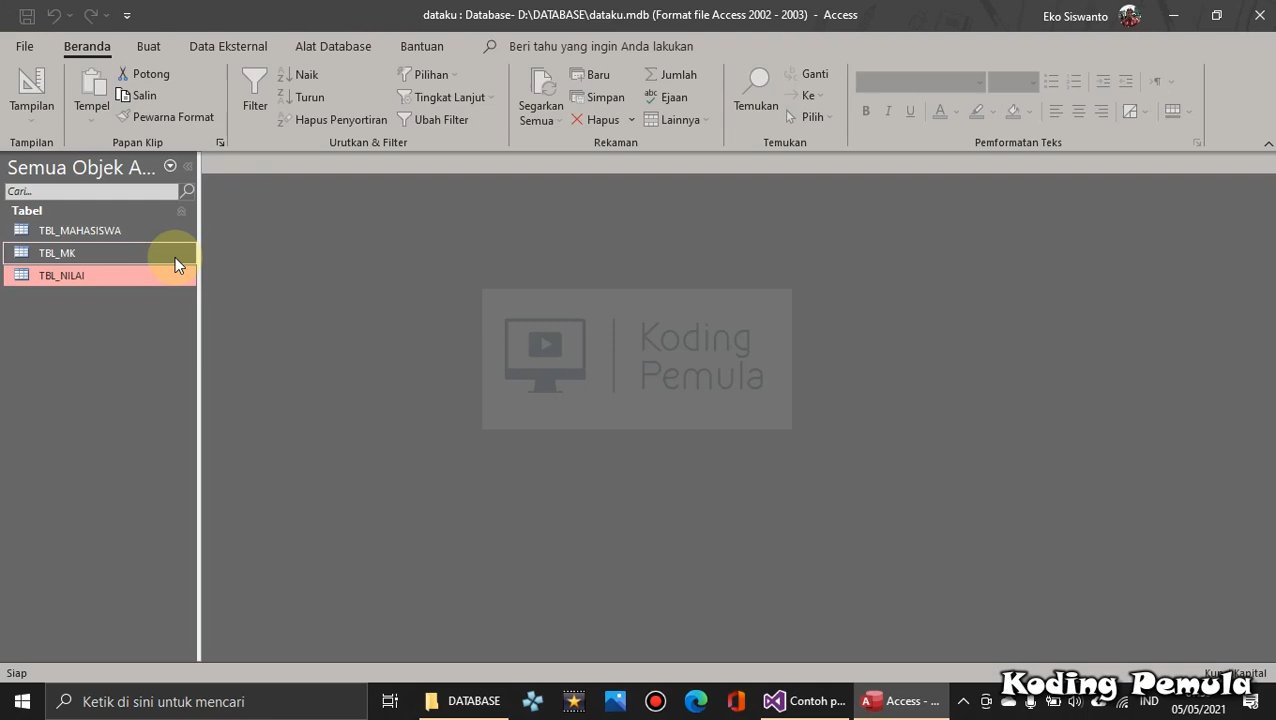 dataku : Database- D:\DATABASE\dataku.mdb (Format file Access 2002 - 2003) - Access
Eko Siswanto
File
Beranda
Buat
Data Eksternal
Alat Database
Bantuan
Beri tahu yang ingin Anda lakukan
Tampilan
Tampilan
Tempel
Potong
Salin
Pewarna Format
Papan Klip
Filter
Naik
Turun
Hapus Penyortiran
Pilihan
Tingkat Lanjut
Ubah Filter
Urutkan & Filter
Segarkan
Semua
Baru
Simpan
Hapus
Jumlah
Ejaan
Lainnya
Rekaman
Temukan
Ganti
Ke
Pilih
Temukan
B I U A
Pemformatan Teks
Semua Objek A...
Cari...
Tabel
TBL_MAHASISWA
TBL_MK
TBL_NILAI
Koding
Pemula
Siap
Koding Pemula
Ketik di sini untuk mencari
DATABASE
Contoh p...
Access - ...
IND
05/05/2021